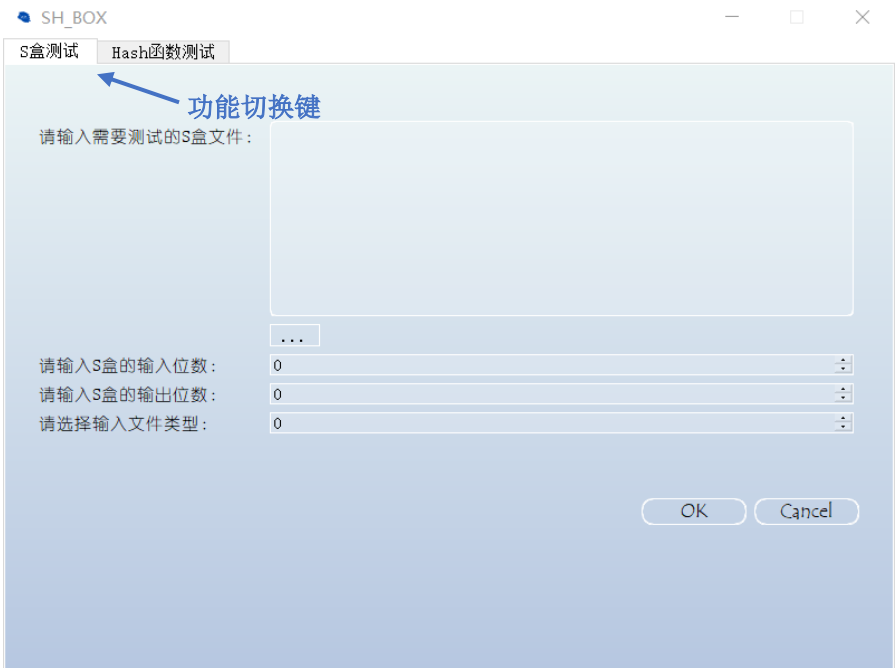 SH_BOX
S盒测试 Hash函数测试
功能切换键
请输入需要测试的S盒文件:
...
请输入S盒的输入位数: 0
请输入S盒的输出位数: 0
请选择输入文件类型: 0
OK Cancel